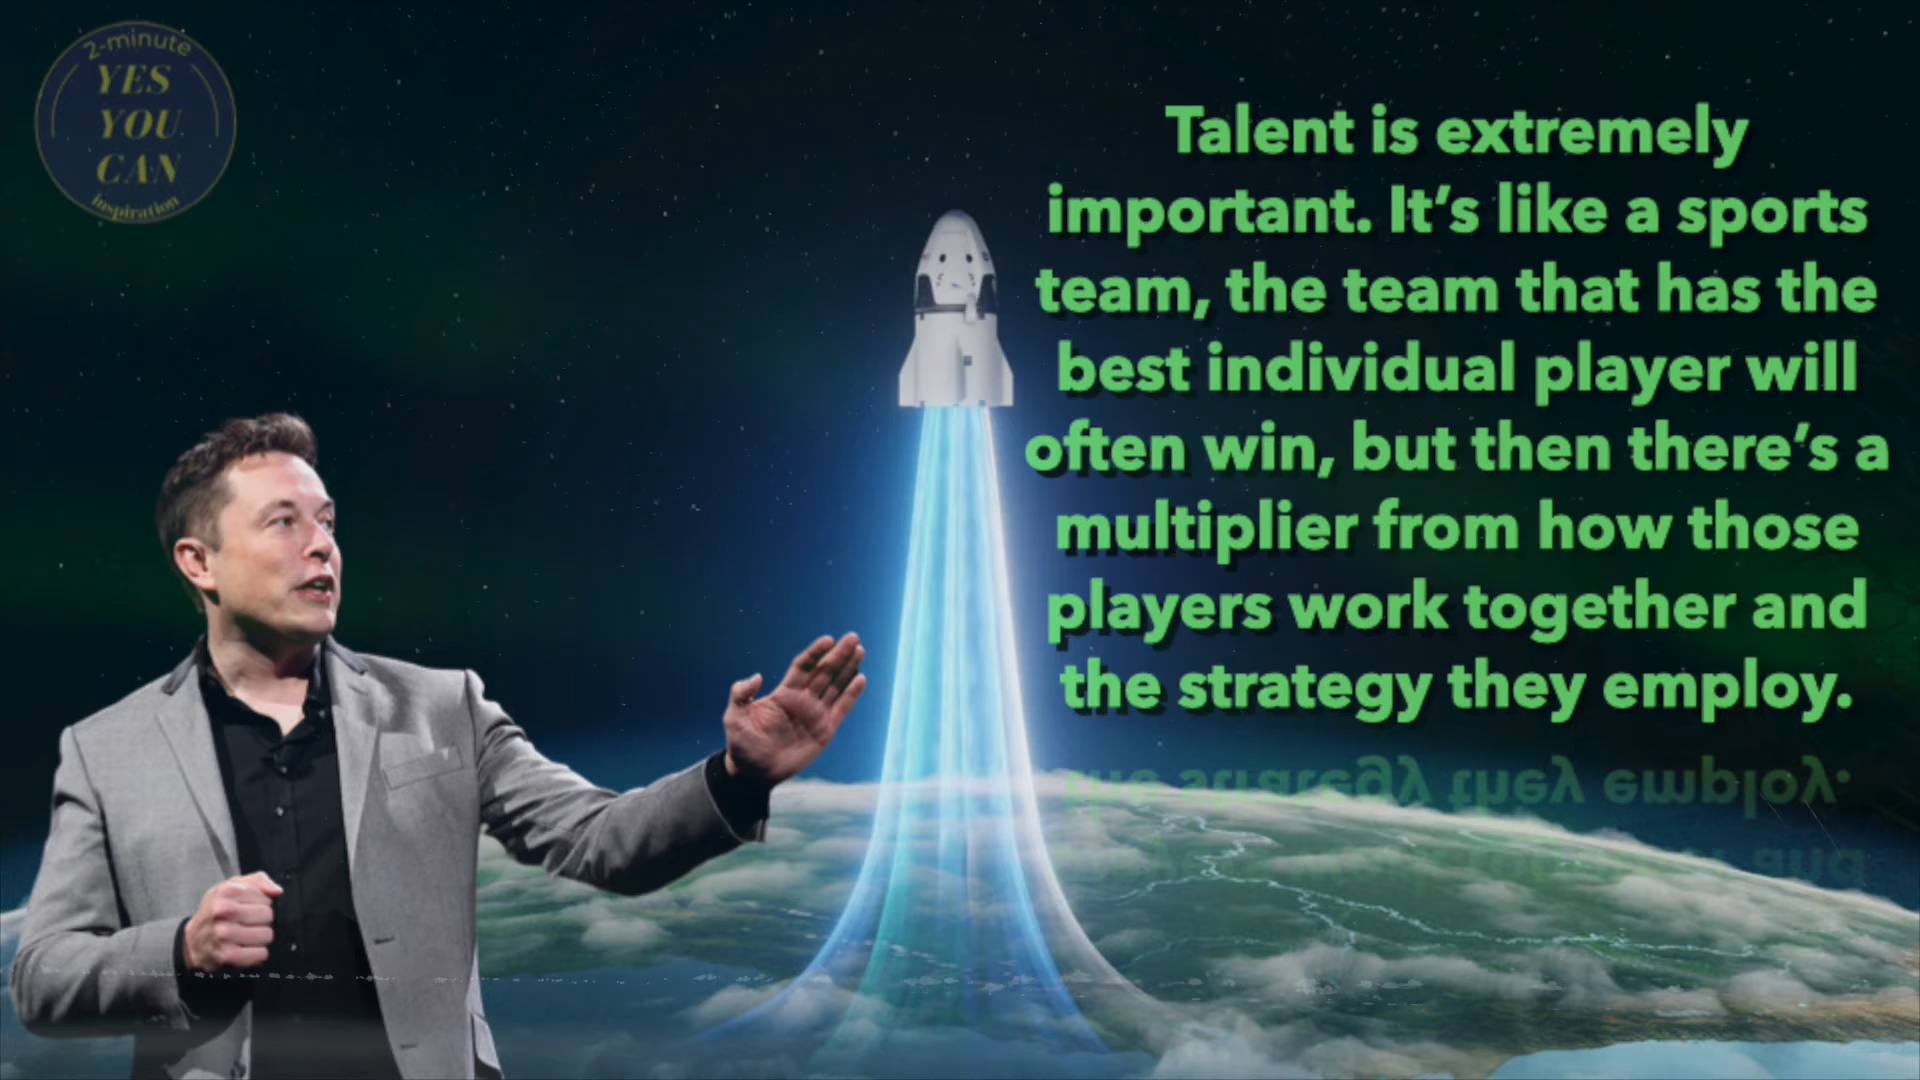 2-minute
YES
YOU
CAN
inspiration
Talent is extremely
important. It’s like a sports
team, the team that has the
best individual player will
often win, but then there’s a
multiplier from how those
players work together and
the strategy they employ.